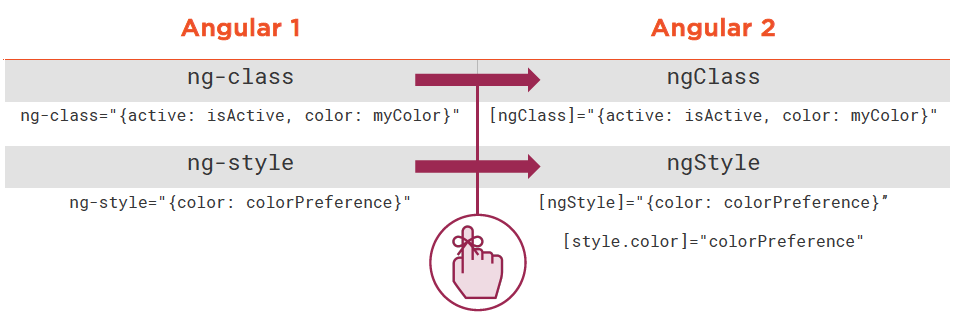 Angular 1 Angular 2
ng-class ngClass
ng-class="{active: isActive, color: myColor}" [ngClass]="{active: isActive, color: myColor}"
ng-style ngStyle
ng-style="{color: colorPreference}" [ngStyle]="{color: colorPreference}”
[style.color]="colorPreference"